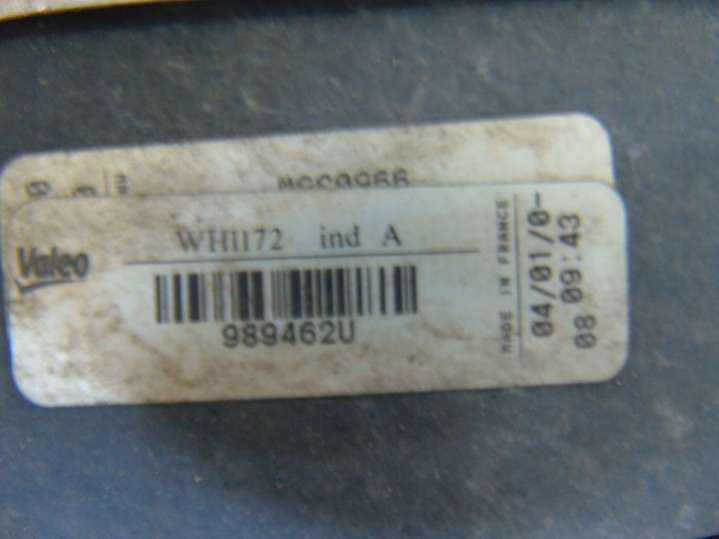 Valeo
WH1172 ind A
989462U
MADE IN FRANCE
04/01/0-
08 09:43